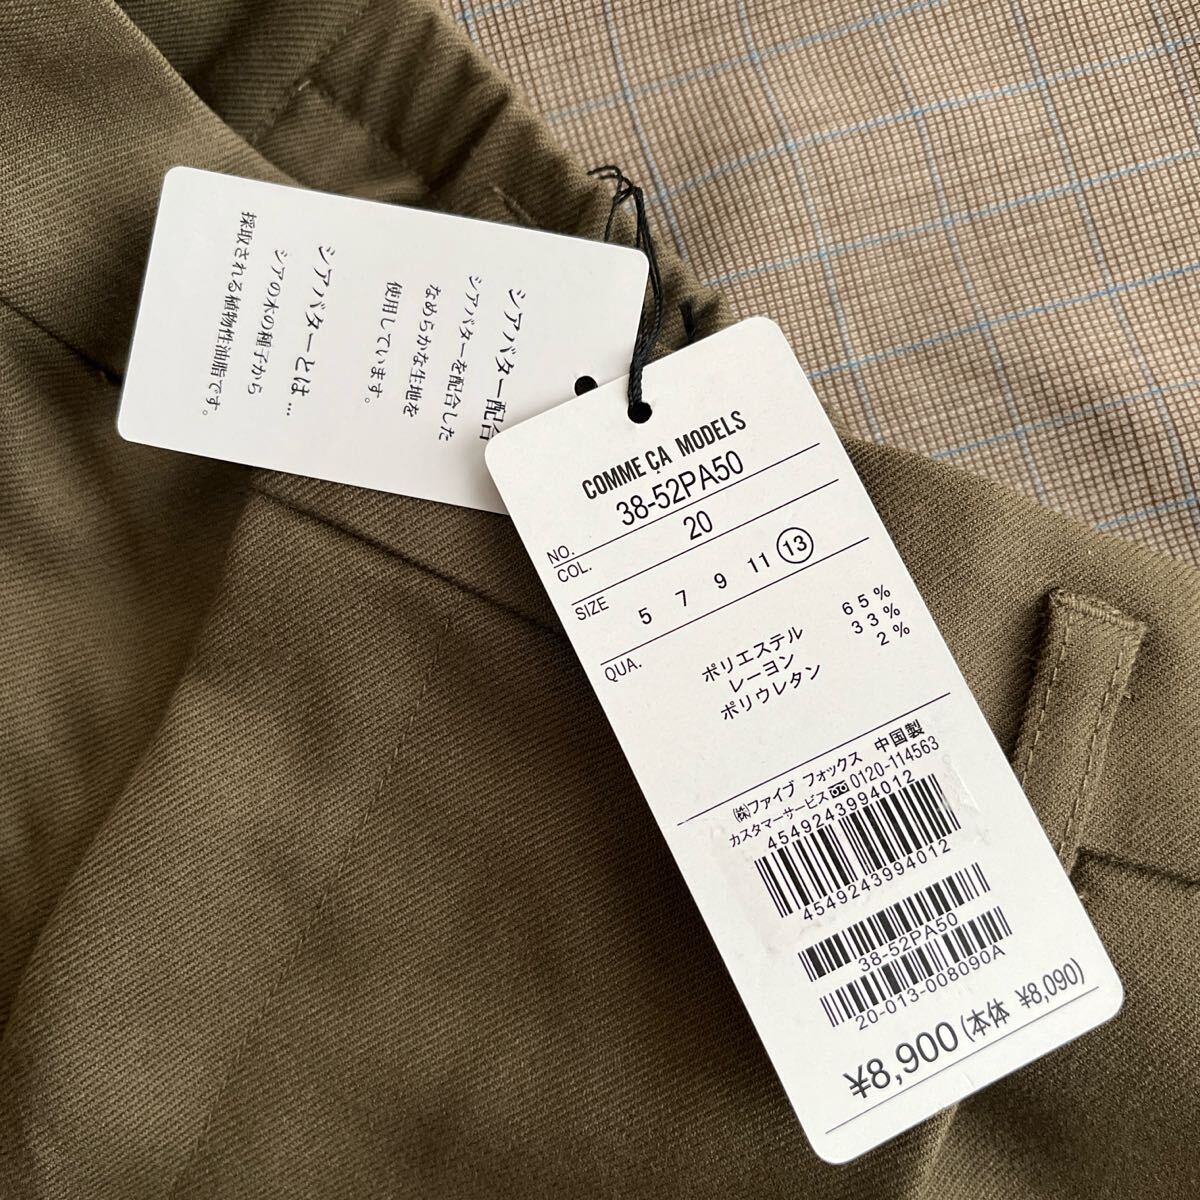 シアバター配合
シアバターを配合した
なめらかな生地を
使用しています。
シアバターとは…
シアの木の種子から
採取される植物性油脂です。
COMME ÇA MODELS
NO. 38-52PA50
COL. 20
SIZE 5 7 9 11 13
QUA. ポリエステル 65%
レーヨン 33%
ポリウレタン 2%
㈱ファイブ フォックス 中国製
カスタマーサービス 0120-114563
4549243994012
4549243994012
38-52PA50
20-013-008090A
¥8,900(本体 ¥8,090)